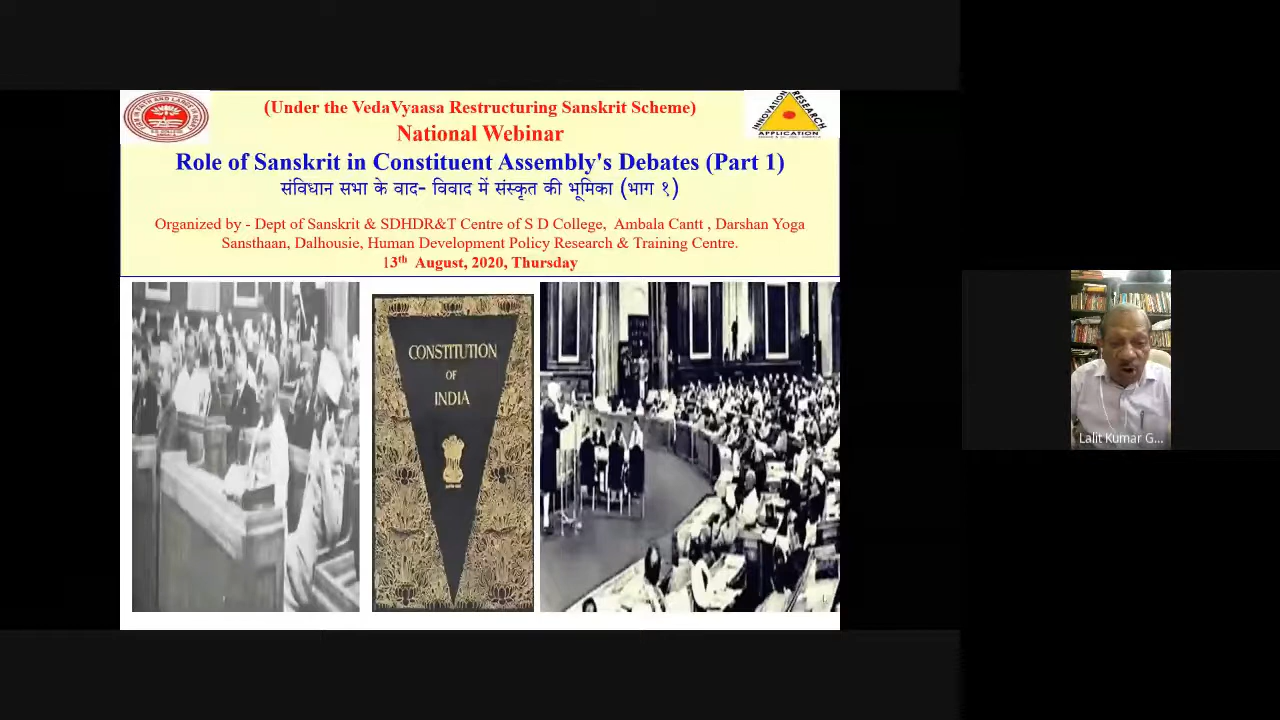 (Under the VedaVyaasa Restructuring Sanskrit Scheme)
National Webinar
Role of Sanskrit in Constituent Assembly's Debates (Part 1)
संविधान सभा के वाद- विवाद में संस्कृत की भूमिका (भाग १)
Organized by - Dept of Sanskrit & SDHDR&T Centre of S D College, Ambala Cantt , Darshan Yoga
Sansthaan, Dalhousie, Human Development Policy Research & Training Centre.
13th August, 2020, Thursday
INNOVATION
RESEARCH
APPLICATION
CONSTITUTION
OF
INDIA
Lalit Kumar G...